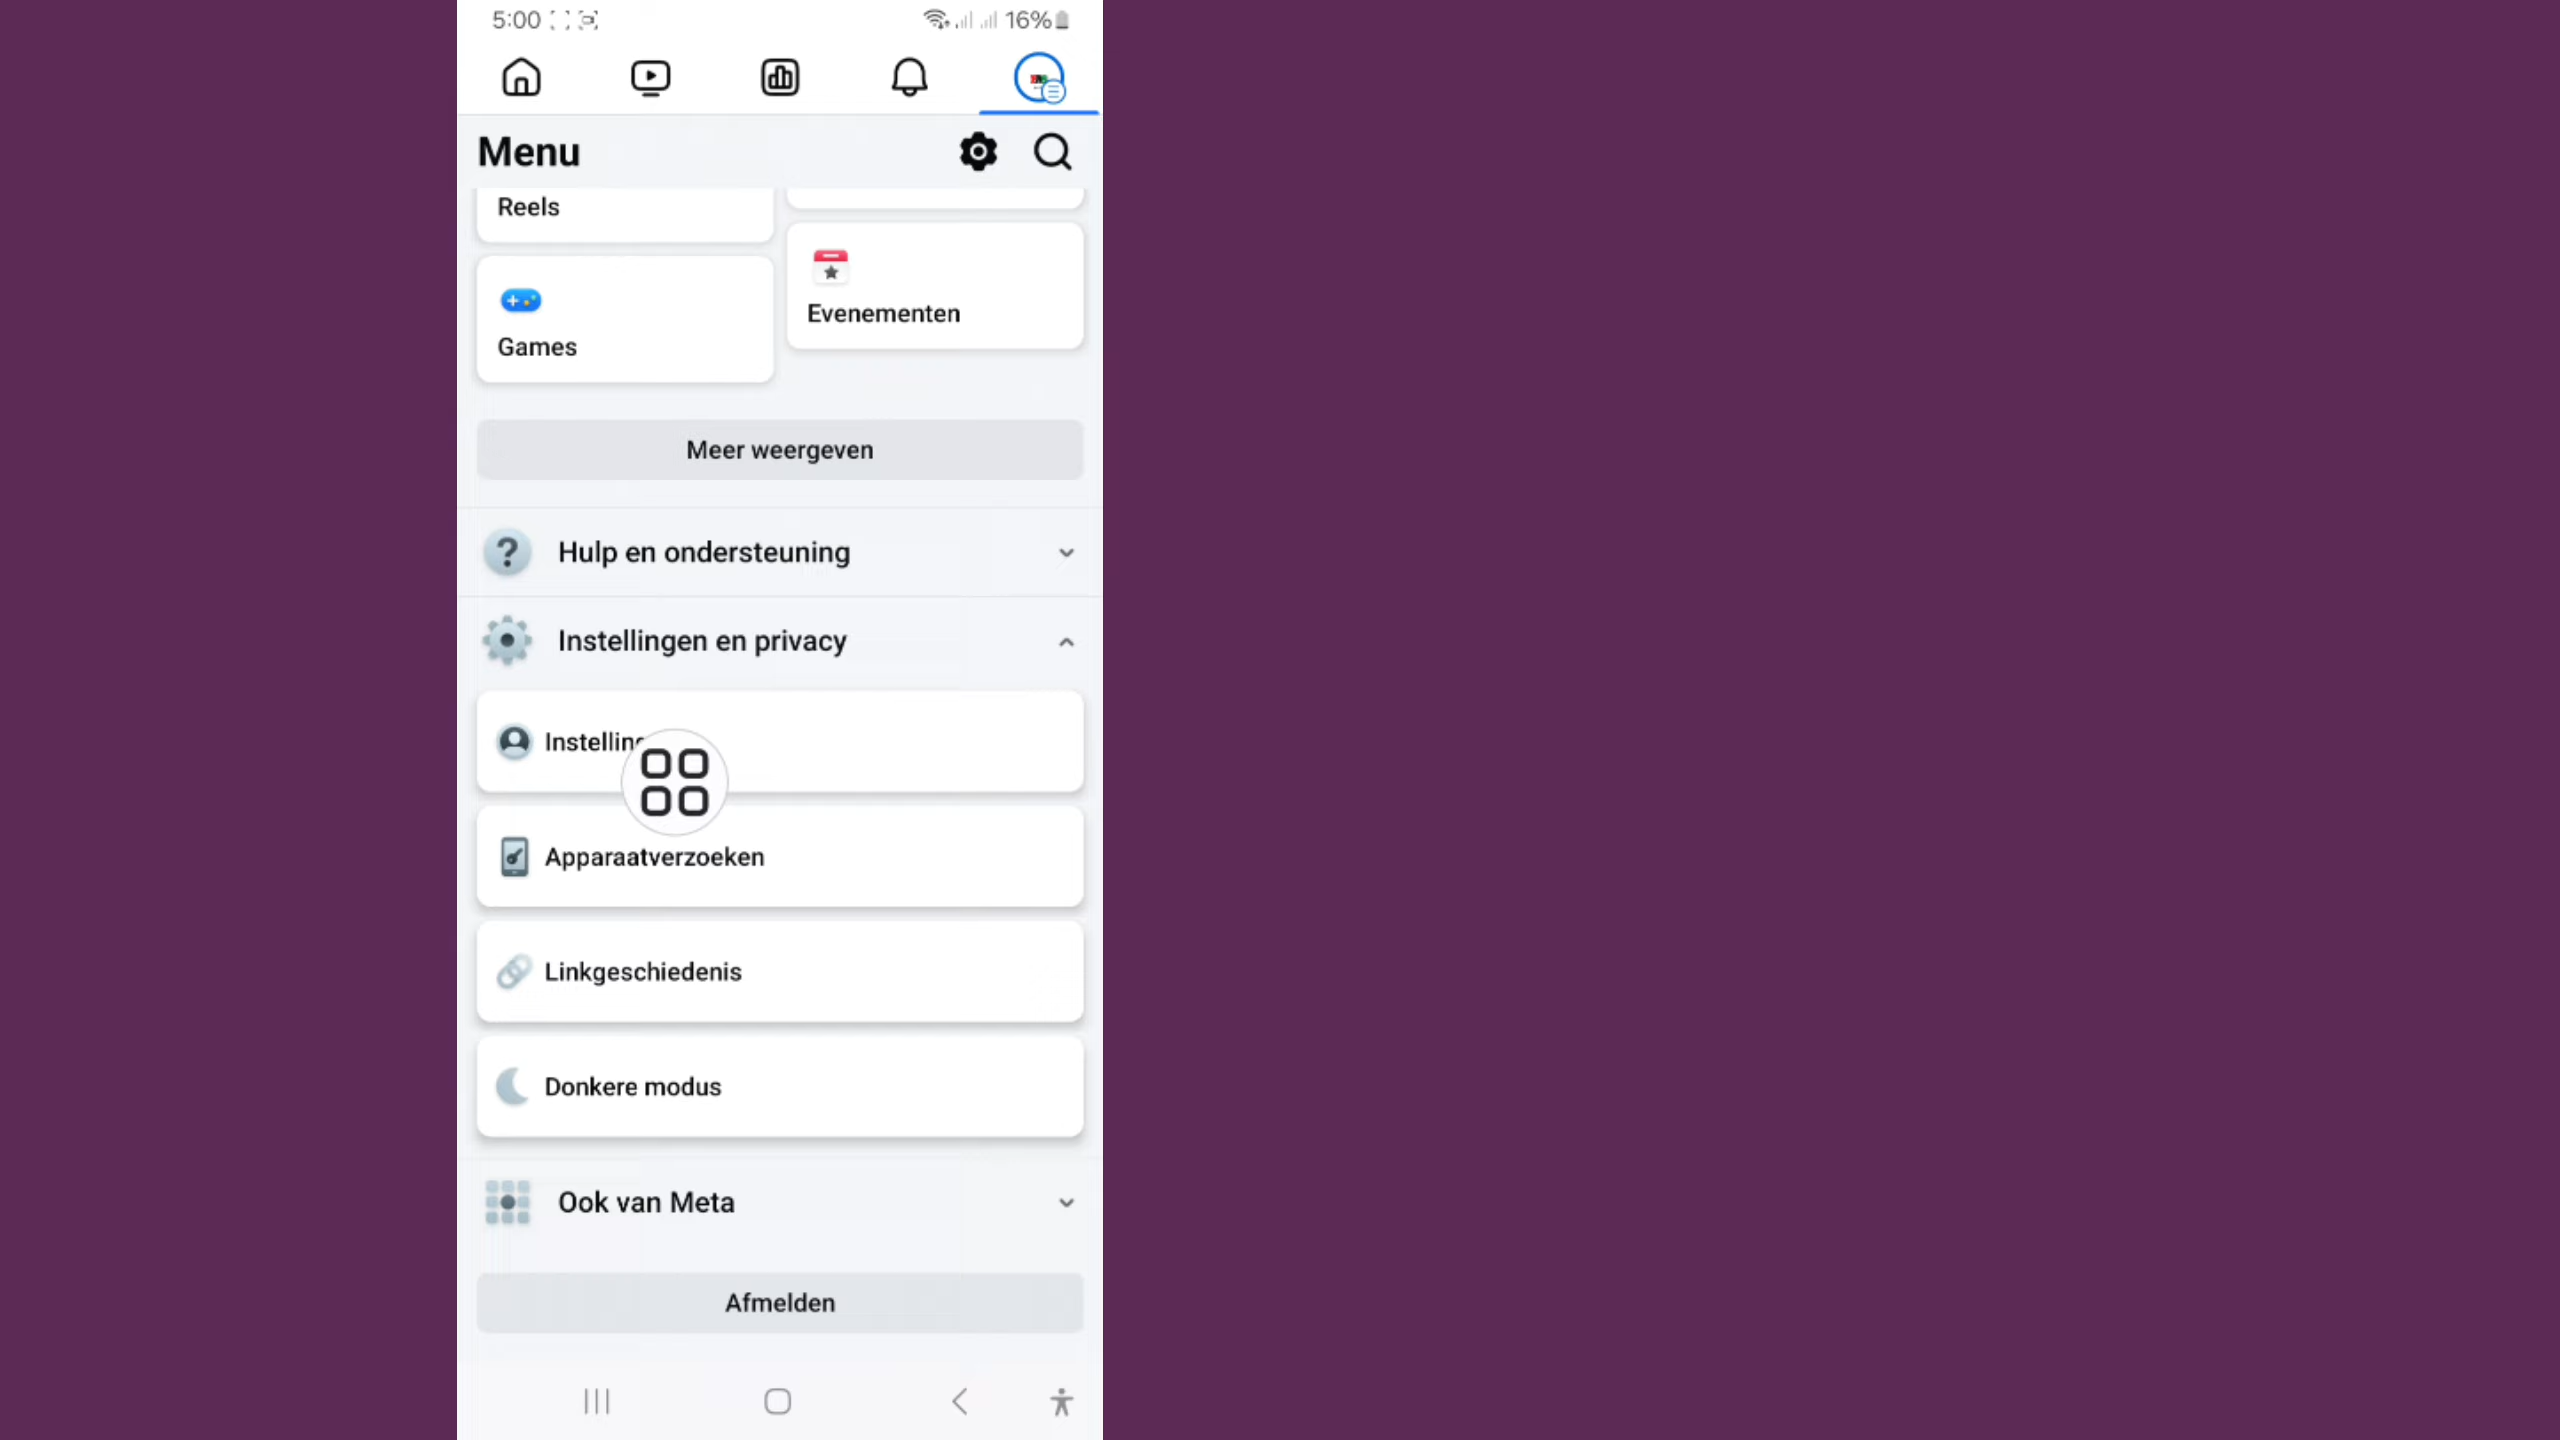 5:00
16%
Menu
Reels
Evenementen
Games
Meer weergeven
Hulp en ondersteuning
Instellingen en privacy
Apparaatverzoeken
Linkgeschiedenis
Donkere modus
Ook van Meta
Afmelden